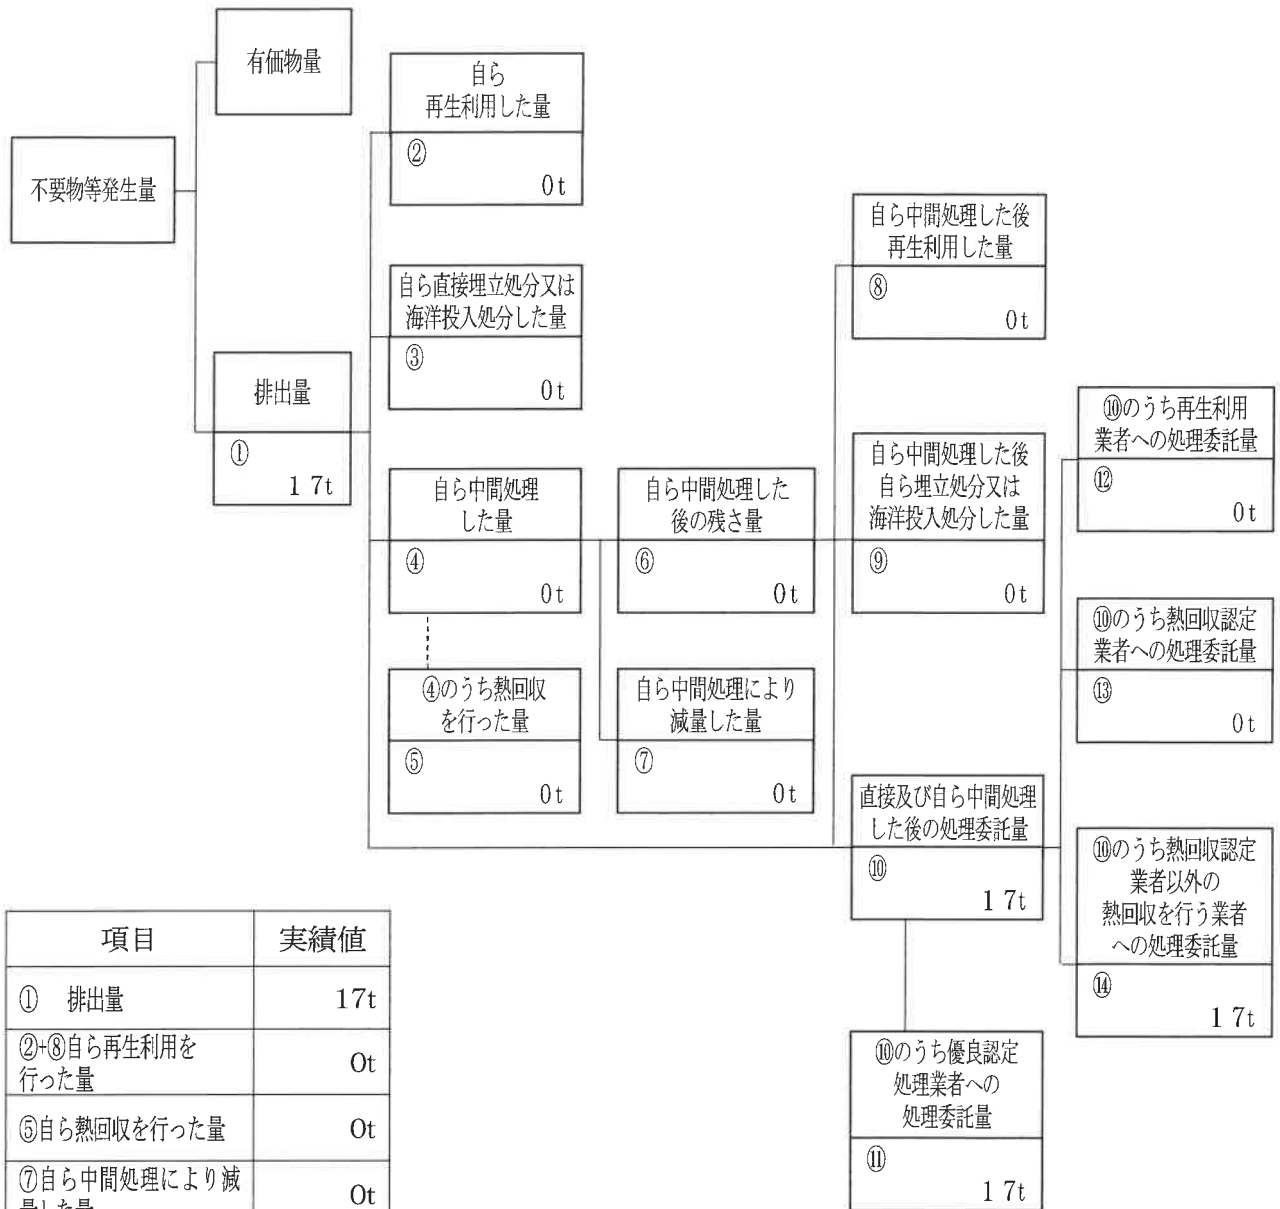 有価物量
不要物等発生量
排出量
①
17t
自ら
再生利用した量
②
0t
自ら直接埋立処分又は
海洋投入処分した量
③
0t
自ら中間処理
した量
④
0t
④のうち熱回収
を行った量
⑤
0t
自ら中間処理した
後の残さ量
⑥
0t
自ら中間処理により
減量した量
⑦
0t
自ら中間処理した後
再生利用した量
⑧
0t
自ら中間処理した後
自ら埋立処分又は
海洋投入処分した量
⑨
0t
直接及び自ら中間処理
した後の処理委託量
⑩
17t
⑩のうち優良認定
処理業者への
処理委託量
⑪
17t
⑩のうち再生利用
業者への処理委託量
⑫
0t
⑩のうち熱回収認定
業者への処理委託量
⑬
0t
⑩のうち熱回収認定
業者以外の
熱回収を行う業者
への処理委託量
⑭
17t
項目 実績値
① 排出量 17t
②+⑧自ら再生利用を
行った量 0t
⑤自ら熱回収を行った量 0t
⑦自ら中間処理により減 0t